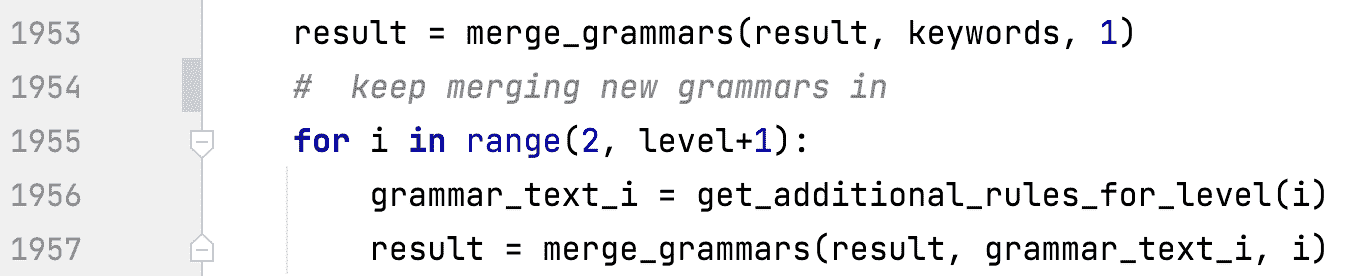 1953 result = merge_grammars(result, keywords, 1)
1954 #  keep merging new grammars in
1955 for i in range(2, level+1):
1956     grammar_text_i = get_additional_rules_for_level(i)
1957     result = merge_grammars(result, grammar_text_i, i)